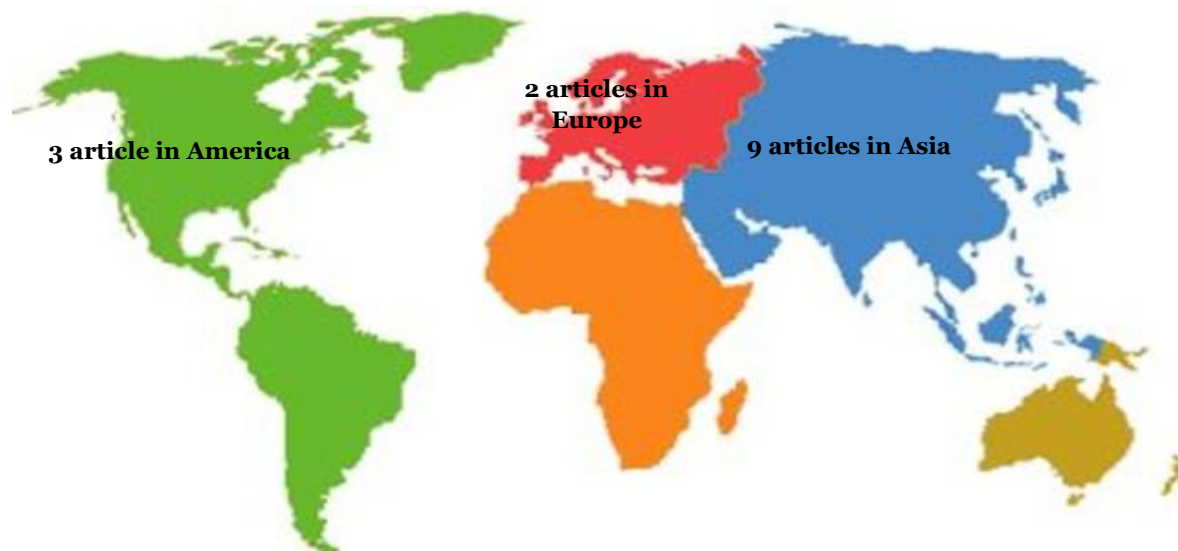 2 articles in
Europe
3 article in America
9 articles in Asia